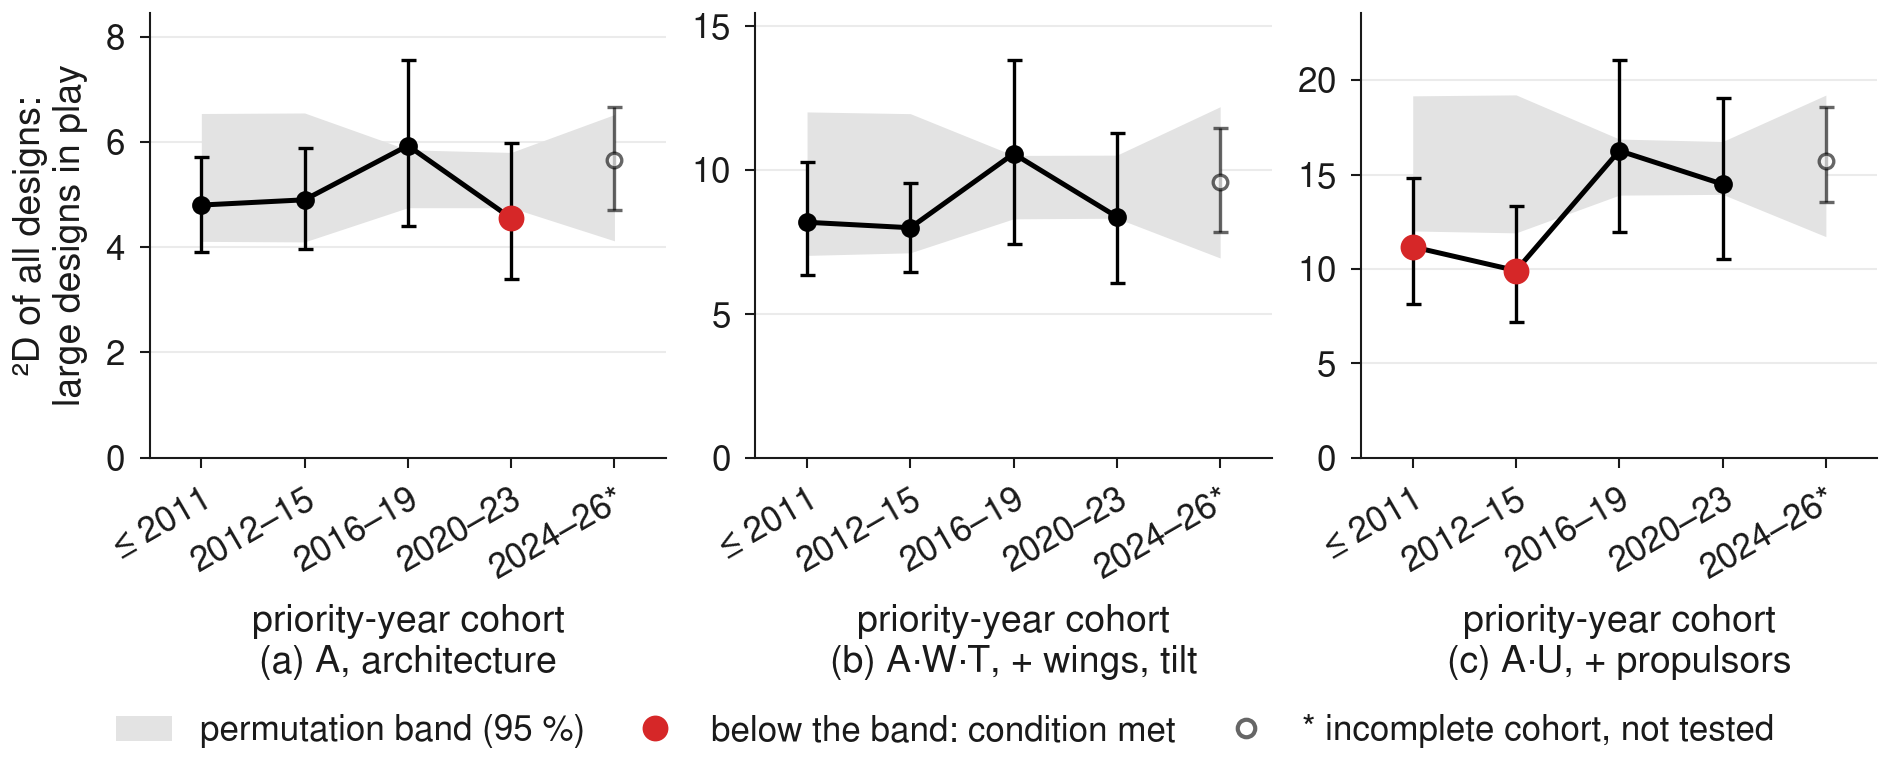 ²D of all designs:
large designs in play
8
6
4
2
0
≤ 2011
2012–15
2016–19
2020–23
2024–26*
priority-year cohort
(a) A, architecture
15
10
5
0
≤ 2011
2012–15
2016–19
2020–23
2024–26*
priority-year cohort
(b) A·W·T, + wings, tilt
20
15
10
5
0
≤ 2011
2012–15
2016–19
2020–23
2024–26*
priority-year cohort
(c) A·U, + propulsors
permutation band (95 %)
below the band: condition met
* incomplete cohort, not tested